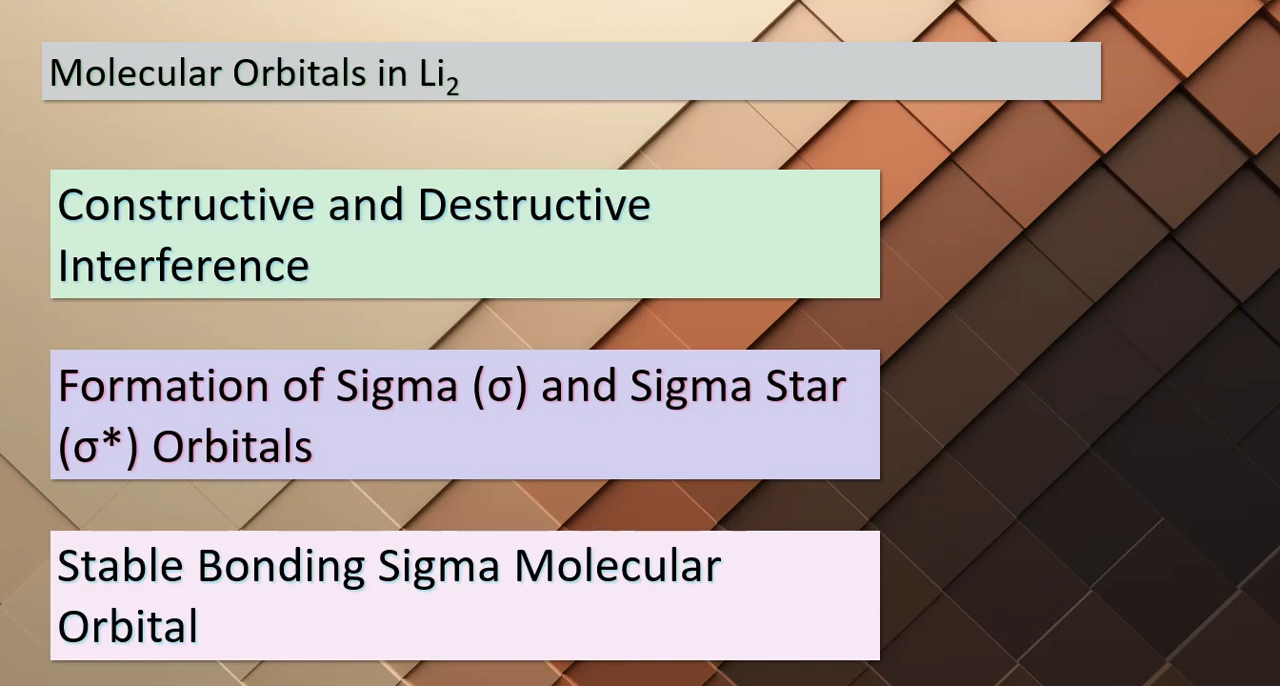 Molecular Orbitals in Li₂
Constructive and Destructive
Interference
Formation of Sigma (σ) and Sigma Star
(σ*) Orbitals
Stable Bonding Sigma Molecular
Orbital